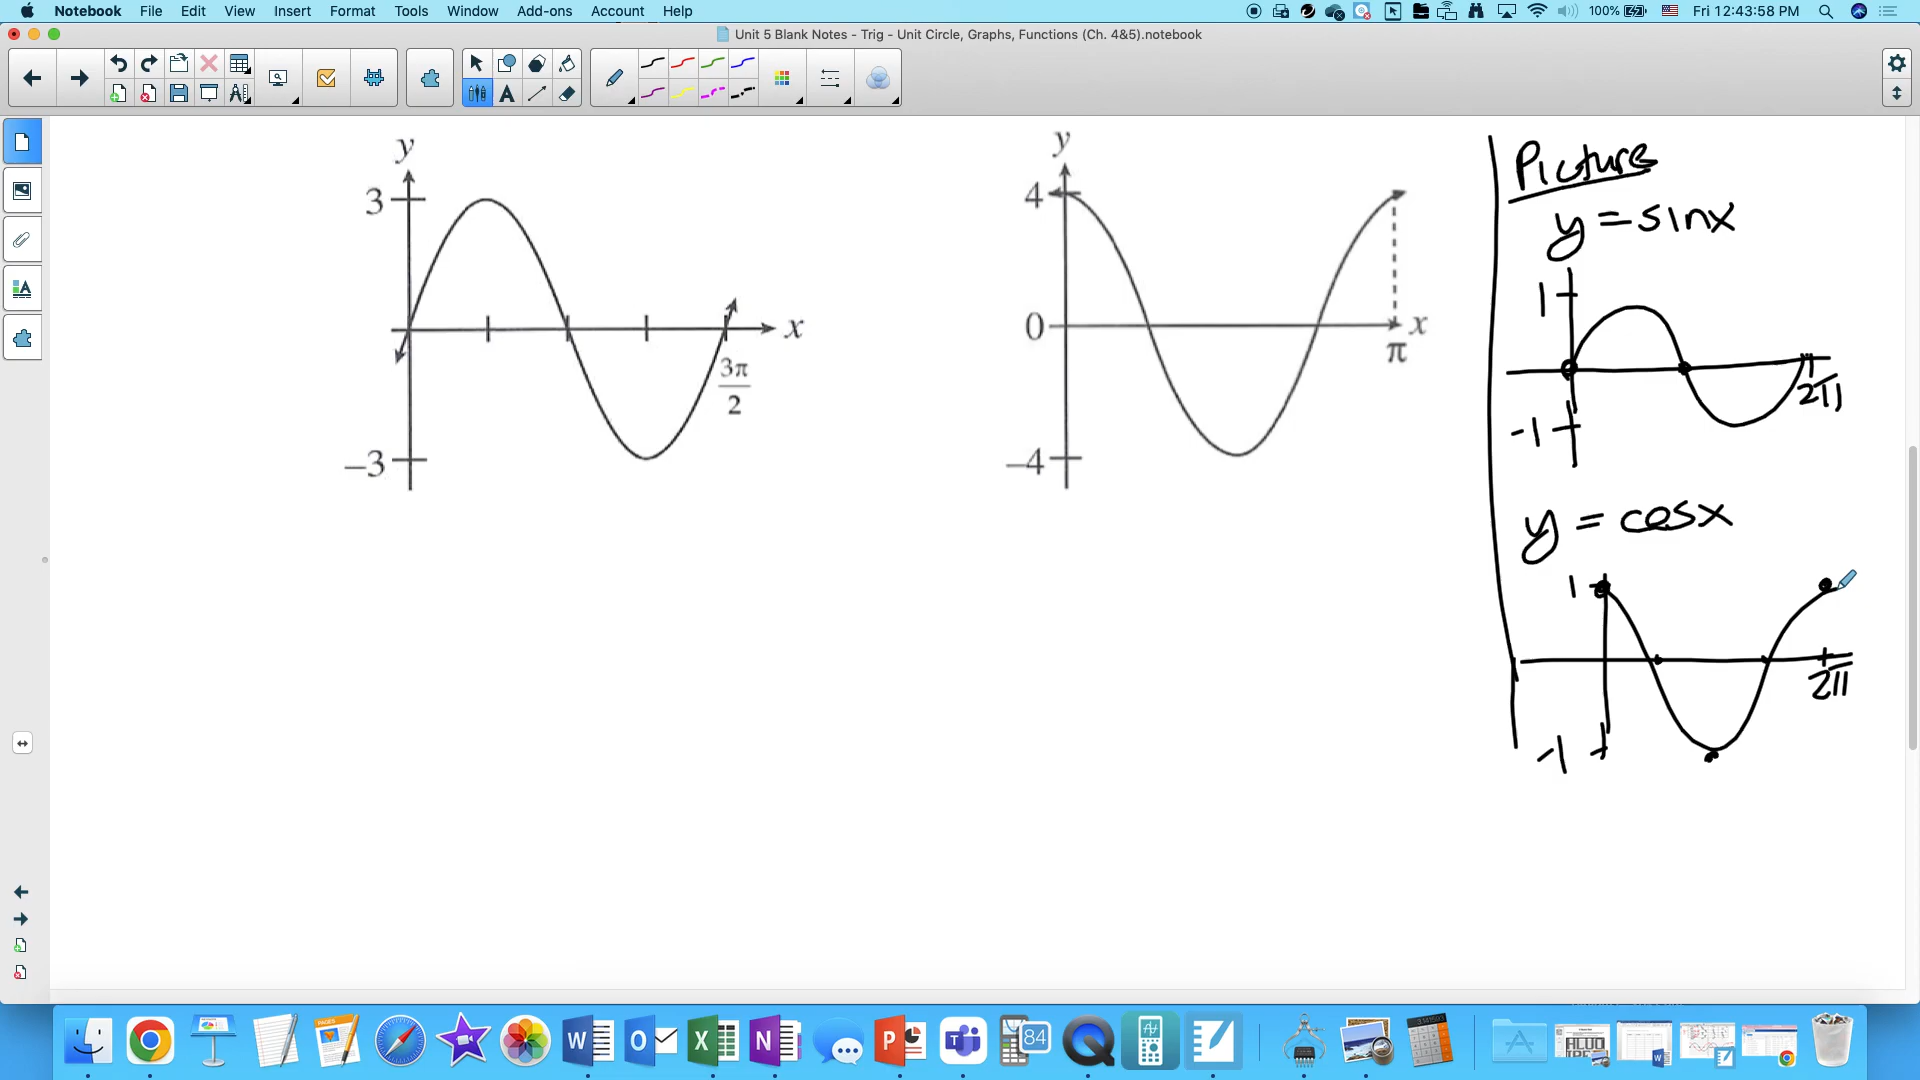 Notebook File Edit View Insert Format Tools Window Add-ons Account Help 100% Fri 12:43:58 PM
Unit 5 Blank Notes - Trig - Unit Circle, Graphs, Functions (Ch. 4&5).notebook
y
3
x
3π
2
−3
y
4
0
x
π
−4
Picture
y = sinx
1
2π
-1
y = cosx
1
2π
-1
84